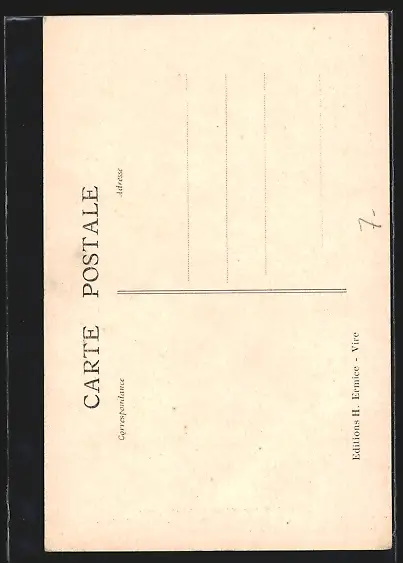 CARTE POSTALE
Correspondance
Adresse
Editions H. Ermice - Vire
7-